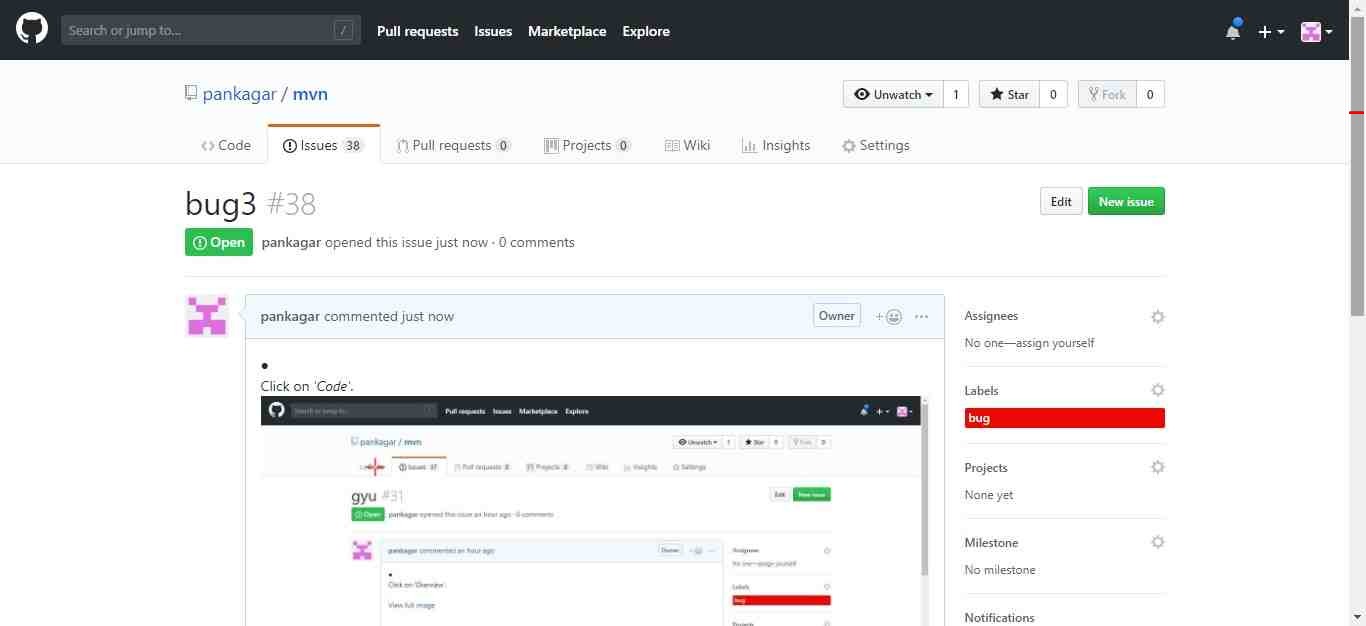 Search or jump to... / Pull requests Issues Marketplace Explore
pankagar / mvn Unwatch 1 Star 0 Fork 0
Code Issues 38 Pull requests 0 Projects 0 Wiki Insights Settings
bug3 #38 Edit New issue
Open pankagar opened this issue just now · 0 comments
pankagar commented just now Owner
Assignees
No one—assign yourself
Labels
bug
Projects
None yet
Milestone
No milestone
Notifications
•
Click on 'Code'.
Search or jump to... Pull requests Issues Marketplace Explore
pankagar / mvn Unwatch 1 Star 0 Fork 0
Issues 37 Pull requests 0 Projects 0 Wiki Insights Settings
gyu #31 Edit New issue
Open pankagar opened this issue an hour ago · 0 comments
pankagar commented an hour ago Owner
Assignees
No one—assign yourself
•
Click on 'Overview'.
Labels
bug
View full image
Projects